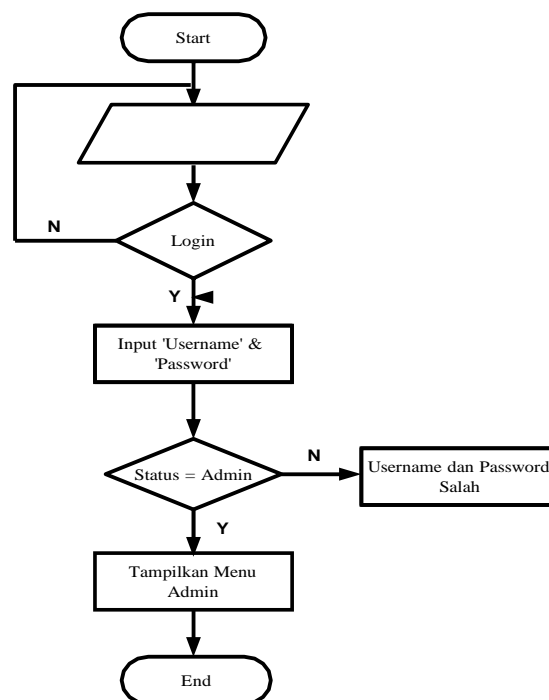 Start
N
Login
Y
Input 'Username' &
'Password'
Status = Admin
N
Username dan Password
Salah
Y
Tampilkan Menu
Admin
End